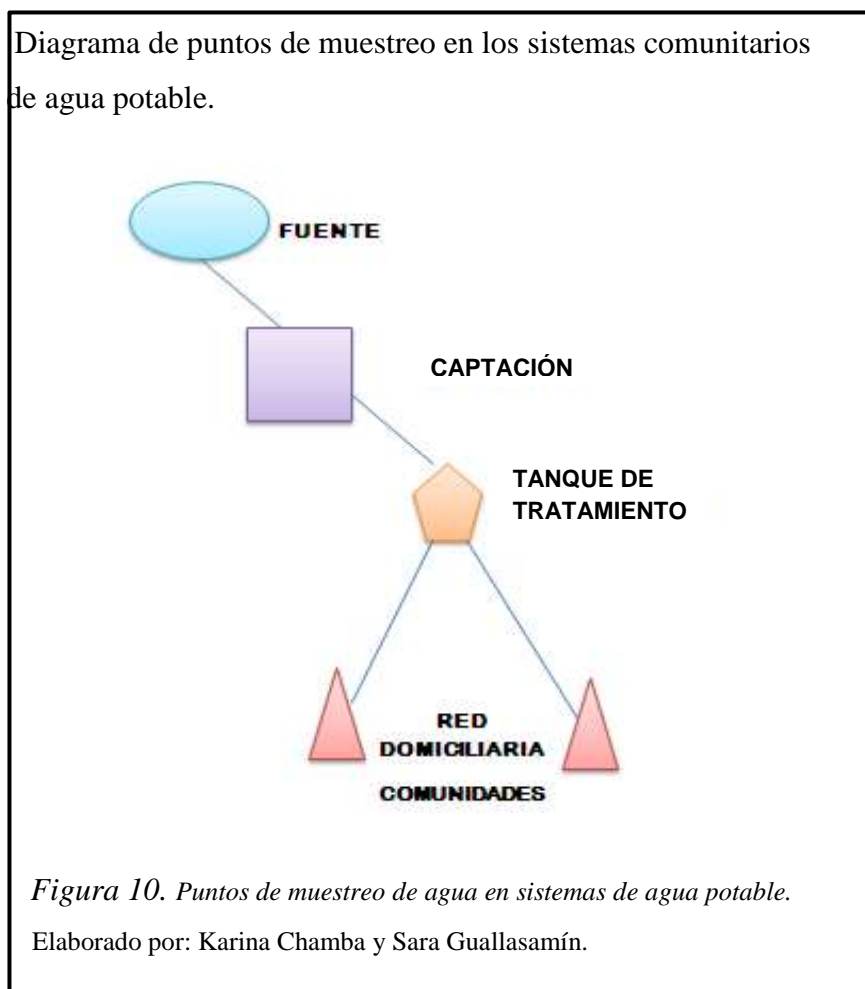 Diagrama de puntos de muestreo en los sistemas comunitarios
de agua potable.
FUENTE
CAPTACIÓN
TANQUE DE
TRATAMIENTO
RED
DOMICILIARIA
COMUNIDADES
Figura 10. Puntos de muestreo de agua en sistemas de agua potable.
Elaborado por: Karina Chamba y Sara Guallasamín.